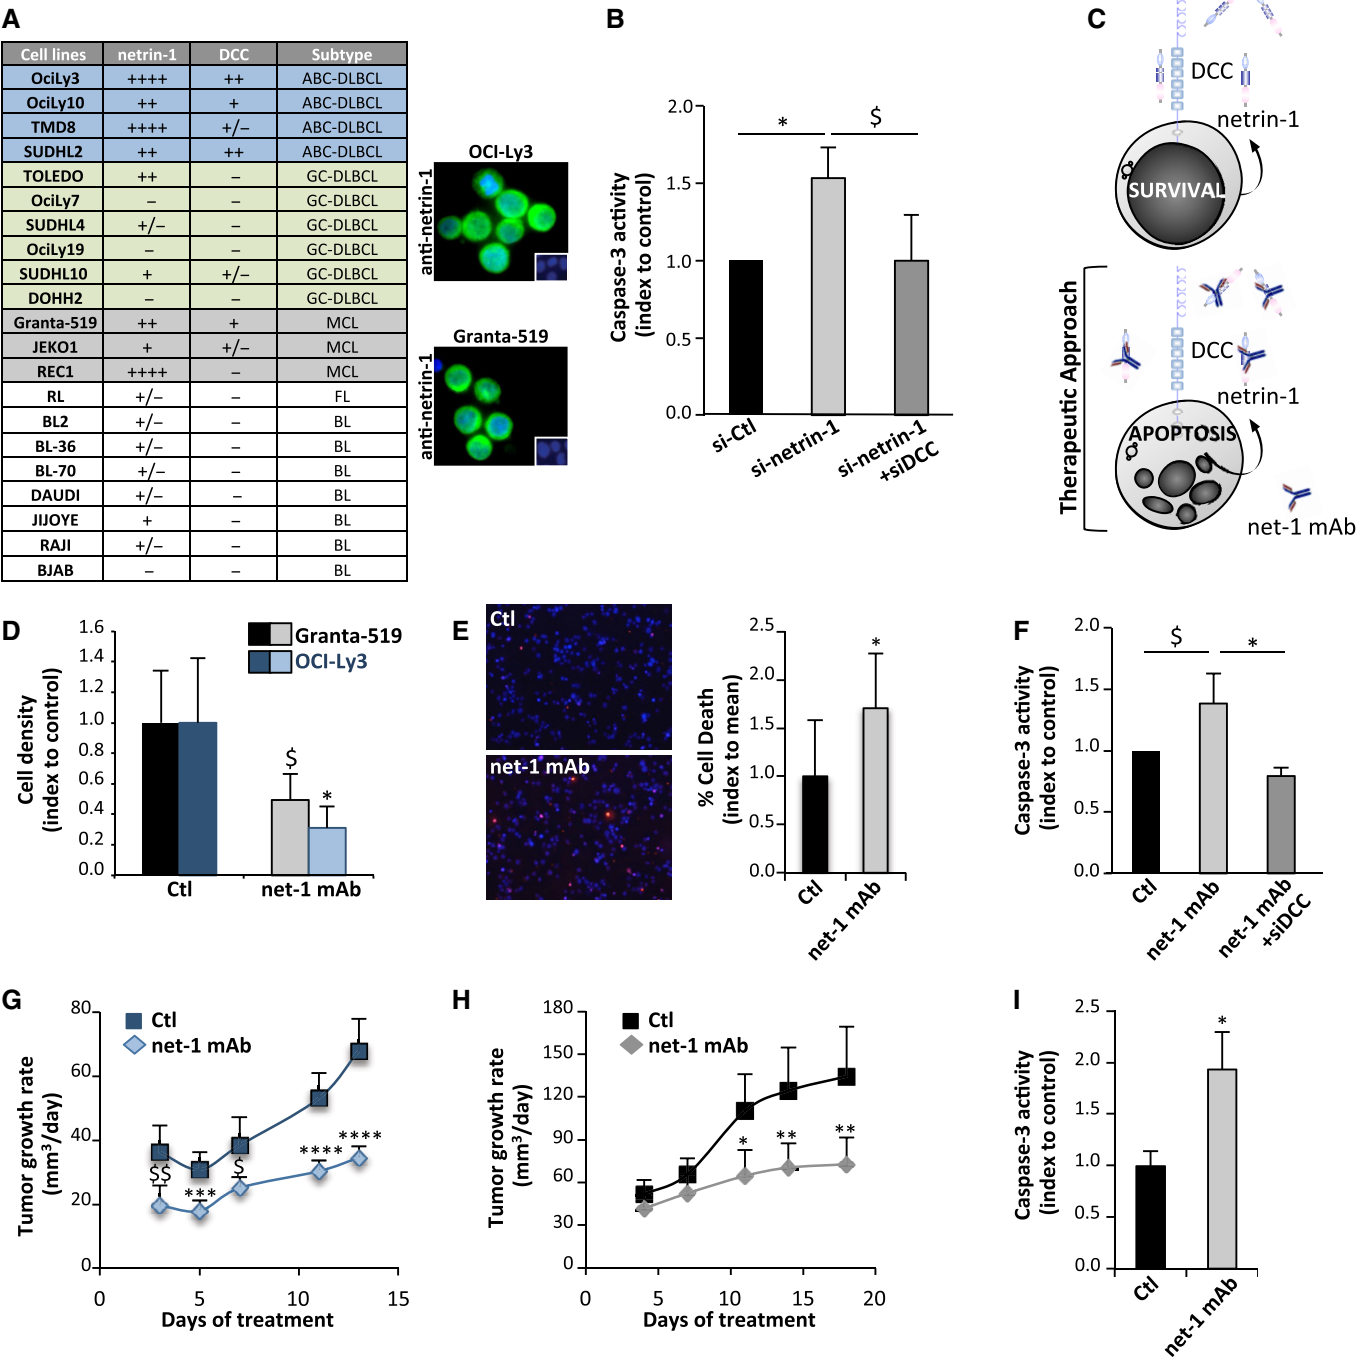 A
Cell lines netrin-1 DCC Subtype
OciLy3 ++++ ++ ABC-DLBCL
OciLy10 ++ + ABC-DLBCL
TMD8 ++++ +/− ABC-DLBCL
SUDHL2 ++ ++ ABC-DLBCL
TOLEDO ++ − GC-DLBCL
OciLy7 − − GC-DLBCL
SUDHL4 +/− − GC-DLBCL
OciLy19 − − GC-DLBCL
SUDHL10 + +/− GC-DLBCL
DOHH2 − − GC-DLBCL
Granta-519 ++ + MCL
JEKO1 + +/− MCL
REC1 ++++ − MCL
RL +/− − FL
BL2 +/− − BL
BL-36 +/− − BL
BL-70 +/− − BL
DAUDI +/− − BL
JIJOYE + − BL
RAJI +/− − BL
BJAB − − BL
OCI-Ly3
anti-netrin-1
Granta-519
anti-netrin-1
B
Caspase-3 activity
(index to control)
2.0
1.5
1.0
0.5
0.0
* $
si-Ctl
si-netrin-1
si-netrin-1
+siDCC
C
DCC
netrin-1
SURVIVAL
Therapeutic Approach
DCC
netrin-1
APOPTOSIS
net-1 mAb
D
Cell density
(index to control)
1.6
1.4
1.2
1.0
0.8
0.6
0.4
0.2
0.0
Granta-519
OCI-Ly3
$ *
Ctl net-1 mAb
E
Ctl
net-1 mAb
% Cell Death
(index to mean)
2.5
2.0
1.5
1.0
0.5
0.0
*
Ctl
net-1 mAb
F
Caspase-3 activity
(index to control)
2.0
1.5
1.0
0.5
0.0
$ *
Ctl
net-1 mAb
net-1 mAb
+siDCC
G
Tumor growth rate
(mm³/day)
80
60
40
20
0
Ctl
net-1 mAb
$$ *** $ **** ****
0 5 10 15
Days of treatment
H
Tumor growth rate
(mm³/day)
180
150
120
90
60
30
0
Ctl
net-1 mAb
* ** **
0 5 10 15 20
Days of treatment
I
Caspase-3 activity
(index to control)
2.5
2.0
1.5
1.0
0.5
0.0
*
Ctl
net-1 mAb